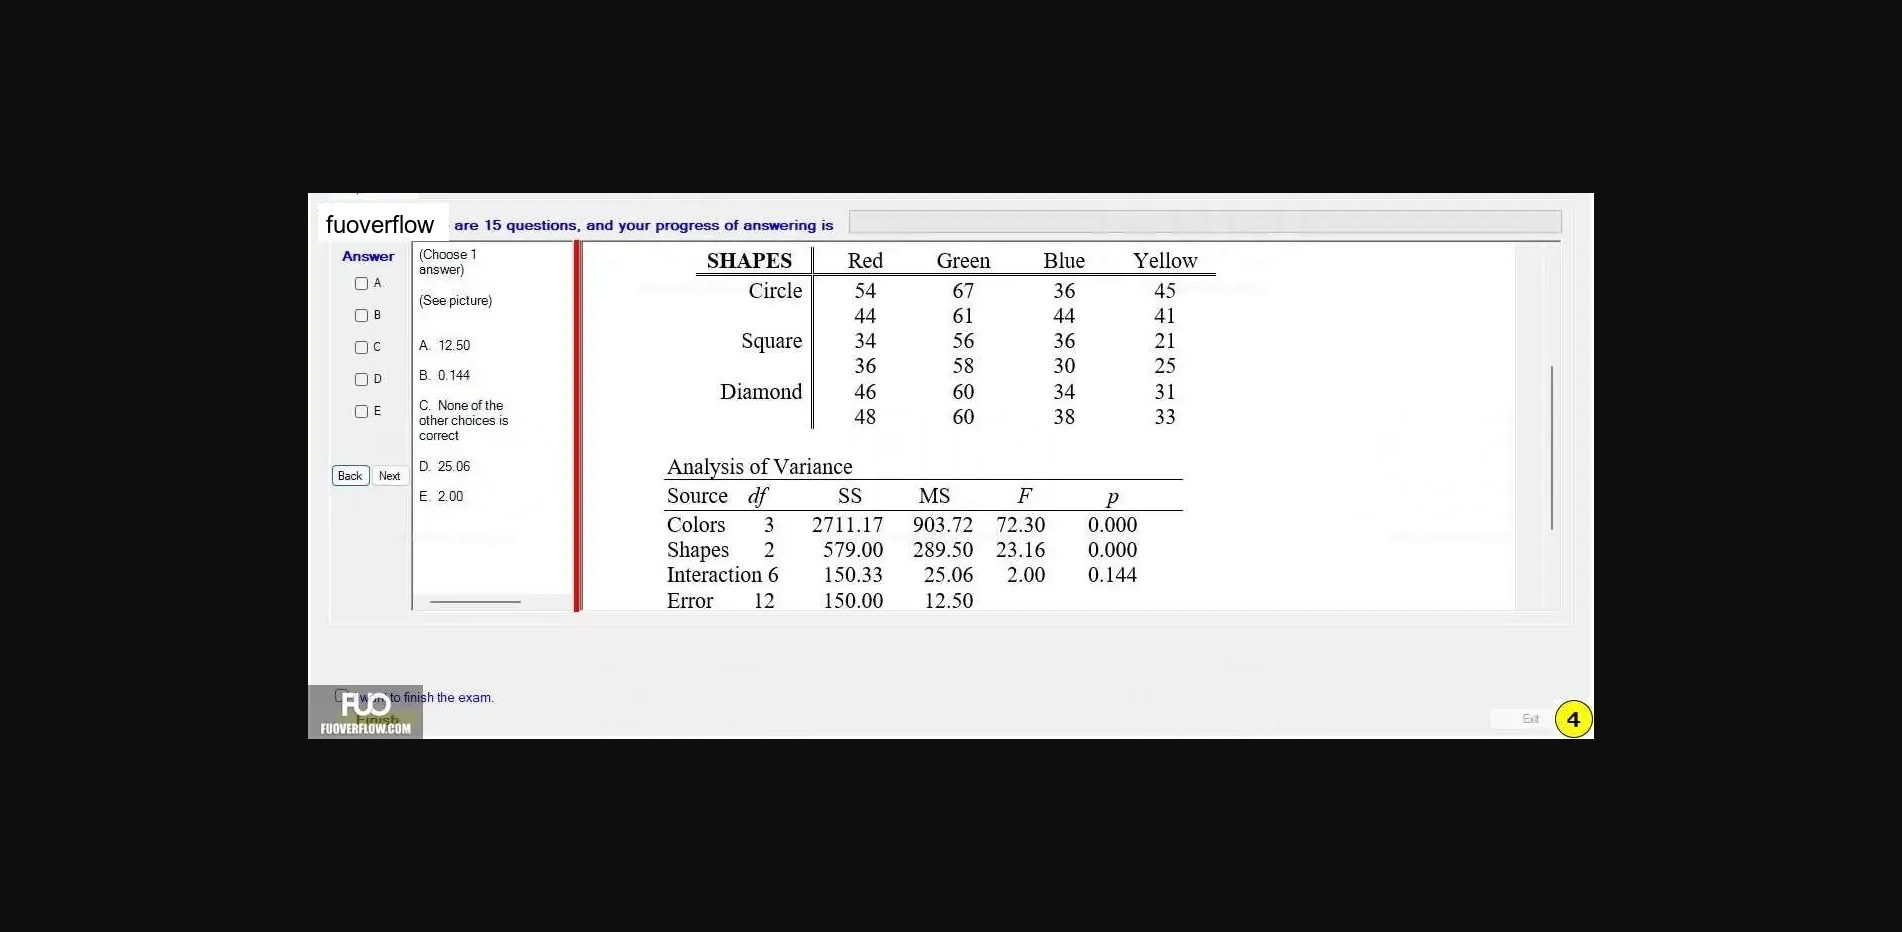 fuoverflow are 15 questions, and your progress of answering is
Answer
A
B
C
D
E
Back Next
(Choose 1
answer)
(See picture)
A. 12.50
B. 0.144
C. None of the
other choices is
correct
D. 25.06
E. 2.00
SHAPES Red Green Blue Yellow
Circle 54 67 36 45
44 61 44 41
Square 34 56 36 21
36 58 30 25
Diamond 46 60 34 31
48 60 38 33
Analysis of Variance
Source df SS MS F p
Colors 3 2711.17 903.72 72.30 0.000
Shapes 2 579.00 289.50 23.16 0.000
Interaction 6 150.33 25.06 2.00 0.144
Error 12 150.00 12.50
want to finish the exam.
Finish
FUO
FUOVERFLOW.COM
Exit
4